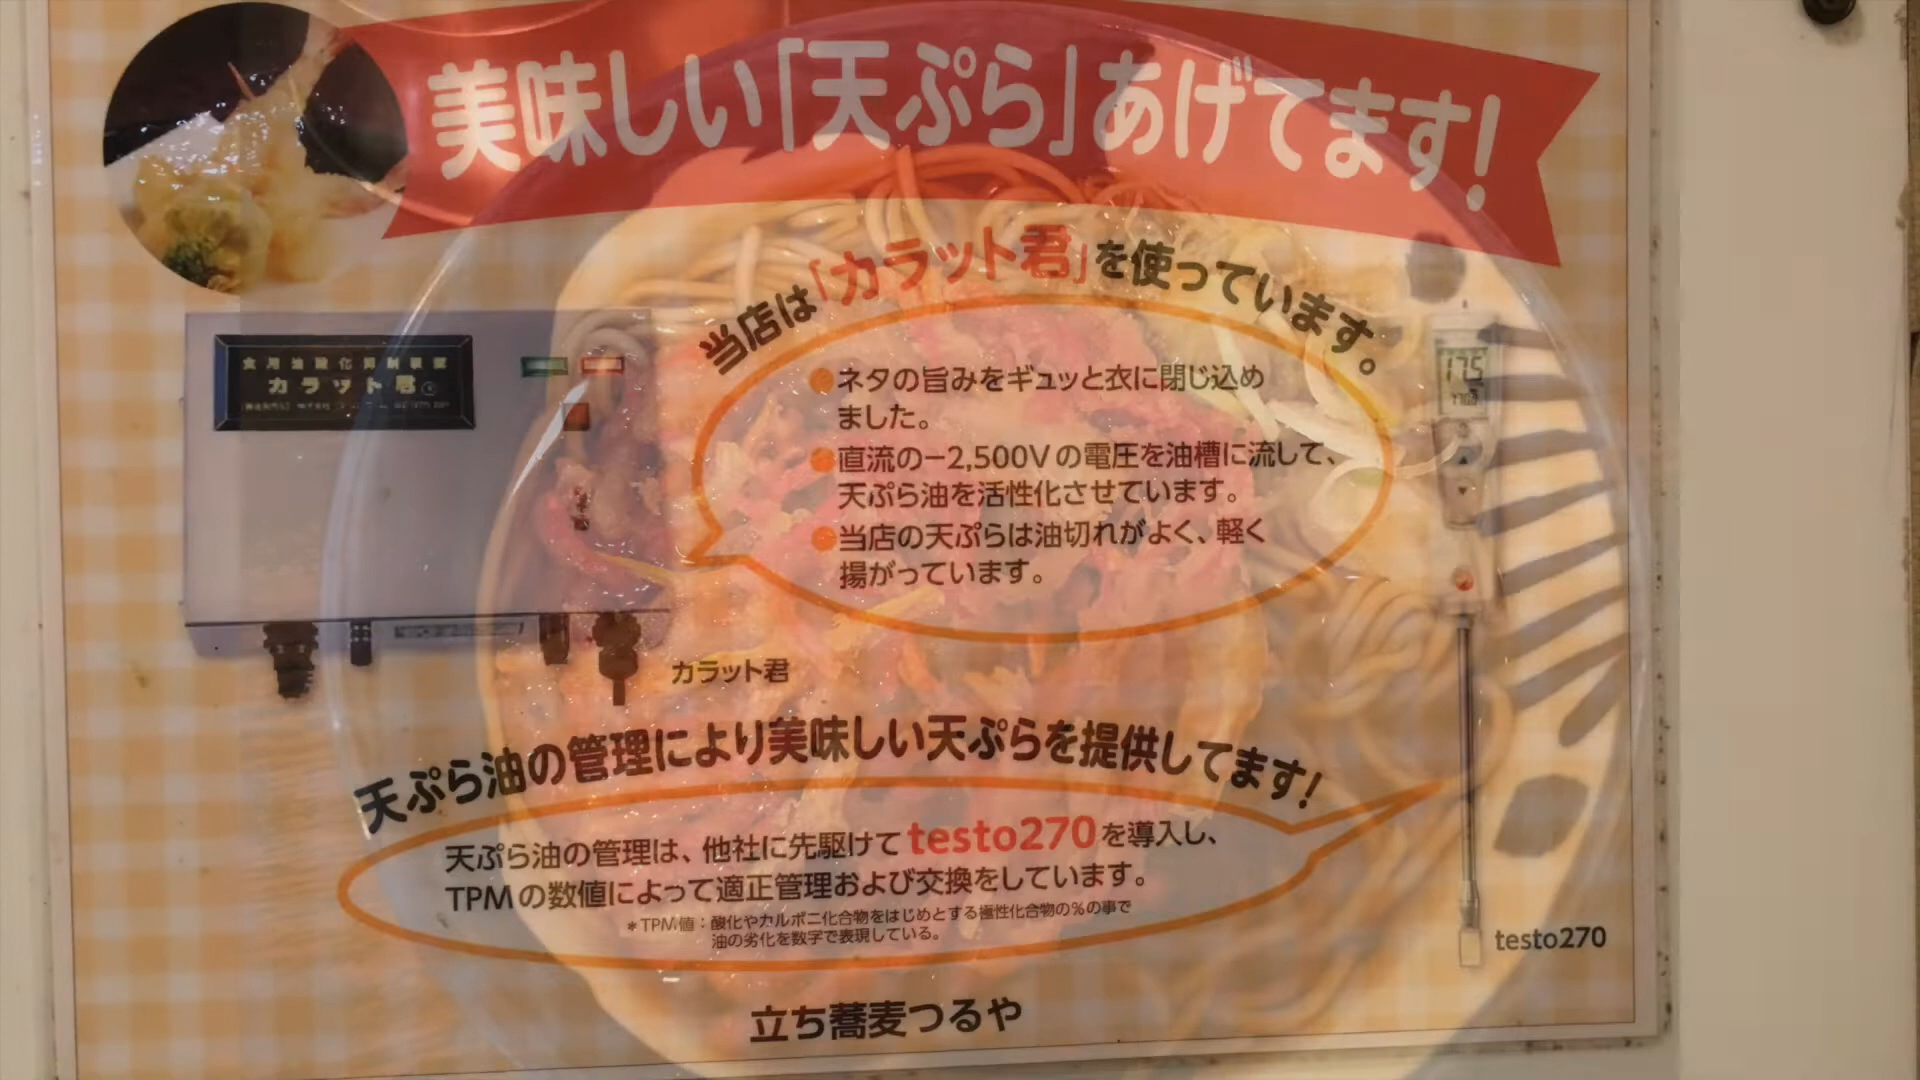 美味しい「天ぷら」あげてます!
当店は「カラット君」を使っています。
食用油酸化抑制装置
カラット君
●ネタの旨みをギュッと衣に閉じ込め
ました。
●直流の−2,500Vの電圧を油槽に流して、
天ぷら油を活性化させています。
●当店の天ぷらは油切れがよく、軽く
揚がっています。
175
カラット君
天ぷら油の管理により美味しい天ぷらを提供してます!
天ぷら油の管理は、他社に先駆けてtesto270を導入し、
TPMの数値によって適正管理および交換をしています。
＊TPM値：酸化やカルボニ化合物をはじめとする極性化合物の％の事で
油の劣化を数字で表現している。
testo270
立ち蕎麦つるや